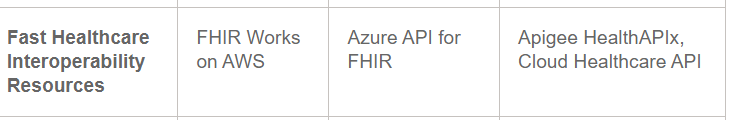 Fast Healthcare
Interoperability
Resources
FHIR Works
on AWS
Azure API for
FHIR
Apigee HealthAPIx,
Cloud Healthcare API